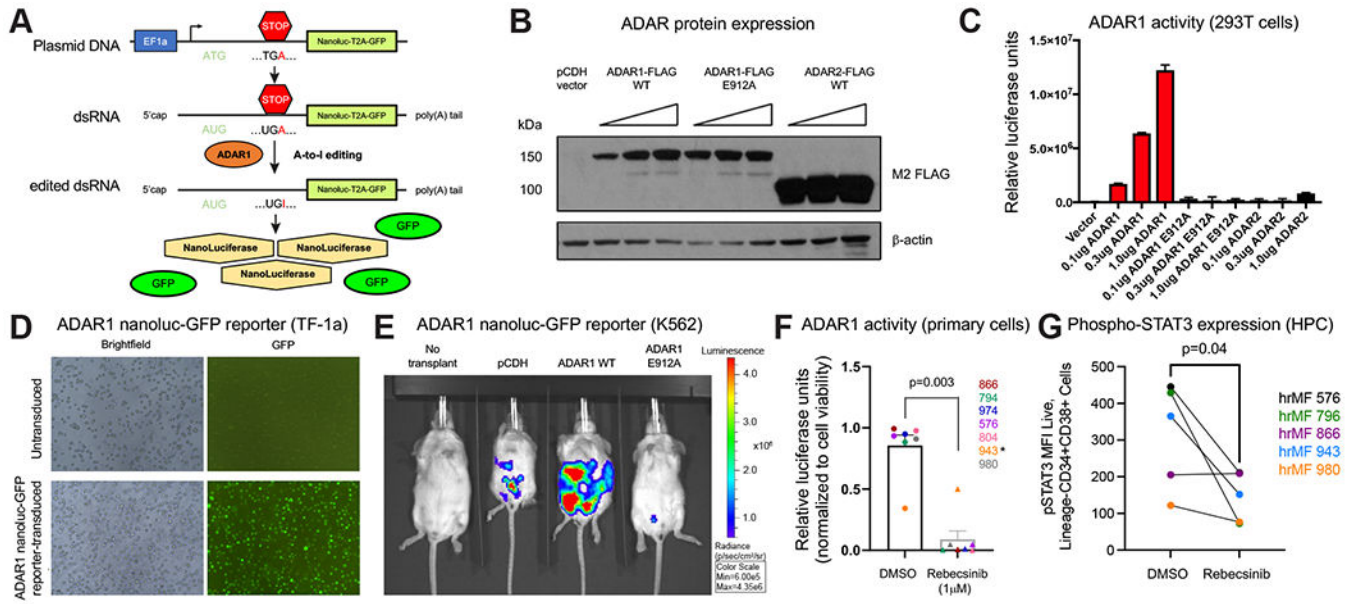 A
STOP
Plasmid DNA
EF1a
Nanoluc-T2A-GFP
ATG
...TGA...
STOP
dsRNA
5'cap
Nanoluc-T2A-GFP
poly(A) tail
AUG
...UGA...
ADAR1
A-to-I editing
edited dsRNA
5'cap
Nanoluc-T2A-GFP
poly(A) tail
AUG
...UGI...
GFP
NanoLuciferase
NanoLuciferase
NanoLuciferase
GFP
GFP
B
ADAR protein expression
pCDH
vector
ADAR1-FLAG
WT
ADAR1-FLAG
E912A
ADAR2-FLAG
WT
kDa
150
100
M2 FLAG
β-actin
C
ADAR1 activity (293T cells)
Relative luciferase units
1.5×10⁷
1.0×10⁷
5.0×10⁶
0.0
Vector
0.1ug ADAR1
0.3ug ADAR1
1.0ug ADAR1
0.1ug ADAR1 E912A
0.3ug ADAR1 E912A
1.0ug ADAR1 E912A
0.1ug ADAR2
0.3ug ADAR2
1.0ug ADAR2
D
ADAR1 nanoluc-GFP reporter (TF-1a)
Brightfield
GFP
Untransduced
ADAR1 nanoluc-GFP
reporter-transduced
E
ADAR1 nanoluc-GFP reporter (K562)
No
transplant
pCDH
ADAR1 WT
ADAR1
E912A
Luminescence
4.0
3.0
x10⁶
2.0
1.0
Radiance
(p/sec/cm²/sr)
Color Scale
Min=6.00e5
Max=4.35e6
F
ADAR1 activity (primary cells)
Relative luciferase units
(normalized to cell viability)
1.5
1.0
0.5
0.0
p=0.003
866
794
974
576
804
943 *
980
DMSO
Rebecsinib
(1µM)
G
Phospho-STAT3 expression (HPC)
pSTAT3 MFI Live,
Lineage-CD34+CD38+ Cells
500
400
300
200
100
0
p=0.04
hrMF 576
hrMF 796
hrMF 866
hrMF 943
hrMF 980
DMSO
Rebecsinib